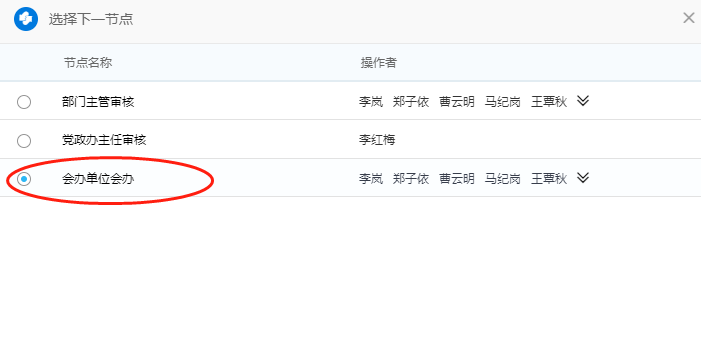 选择下一节点
节点名称 操作者
部门主管审核 李岚 郑子依 曹云明 马纪岗 王覃秋
党政办主任审核 李红梅
会办单位会办 李岚 郑子依 曹云明 马纪岗 王覃秋